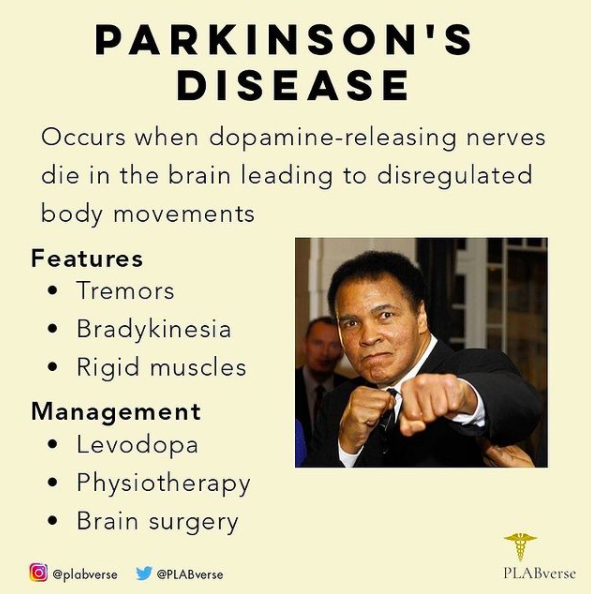 PARKINSON'S
DISEASE
Occurs when dopamine-releasing nerves
die in the brain leading to disregulated
body movements
Features
• Tremors
• Bradykinesia
• Rigid muscles
Management
• Levodopa
• Physiotherapy
• Brain surgery
@plabverse @PLABverse
PLABverse